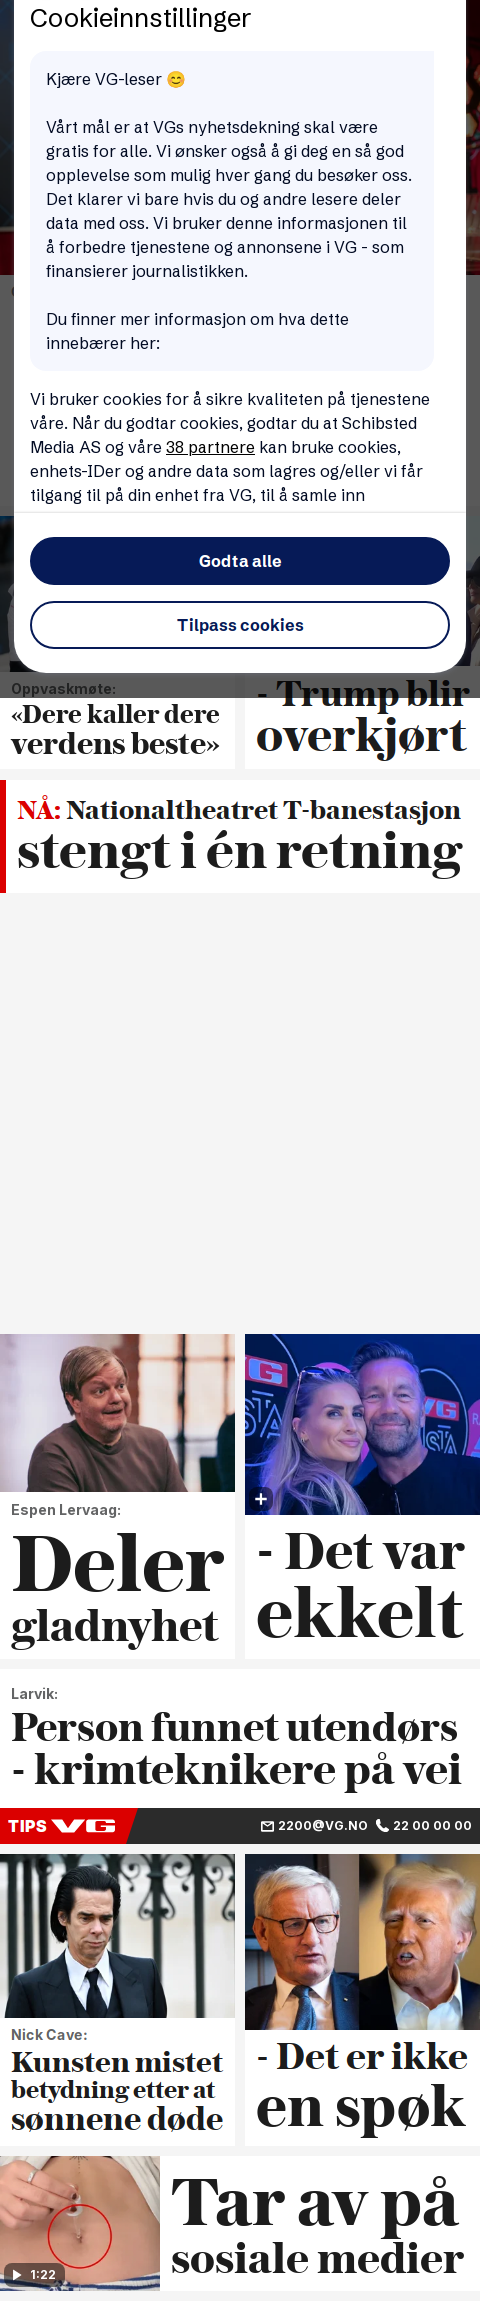 Cookieinnstillinger
Kjære VG-leser 😊
Vårt mål er at VGs nyhetsdekning skal være
gratis for alle. Vi ønsker også å gi deg en så god
opplevelse som mulig hver gang du besøker oss.
Det klarer vi bare hvis du og andre lesere deler
data med oss. Vi bruker denne informasjonen til
å forbedre tjenestene og annonsene i VG - som
finansierer journalistikken.
Du finner mer informasjon om hva dette
innebærer her:
Vi bruker cookies for å sikre kvaliteten på tjenestene
våre. Når du godtar cookies, godtar du at Schibsted
Media AS og våre 38 partnere kan bruke cookies,
enhets-IDer og andre data som lagres og/eller vi får
tilgang til på din enhet fra VG, til å samle inn
Godta alle
Tilpass cookies
Oppvaskmøte:
«Dere kaller dere
verdens beste»
- Trump blir
overkjørt
NÅ: Nationaltheatret T-banestasjon
stengt i én retning
Espen Lervaag:
Deler
gladnyhet
- Det var
ekkelt
Larvik:
Person funnet utendørs
- krimteknikere på vei
TIPS VG
2200@VG.NO 22 00 00 00
Nick Cave:
Kunsten mistet
betydning etter at
sønnene døde
- Det er ikke
en spøk
1:22
Tar av på
sosiale medier